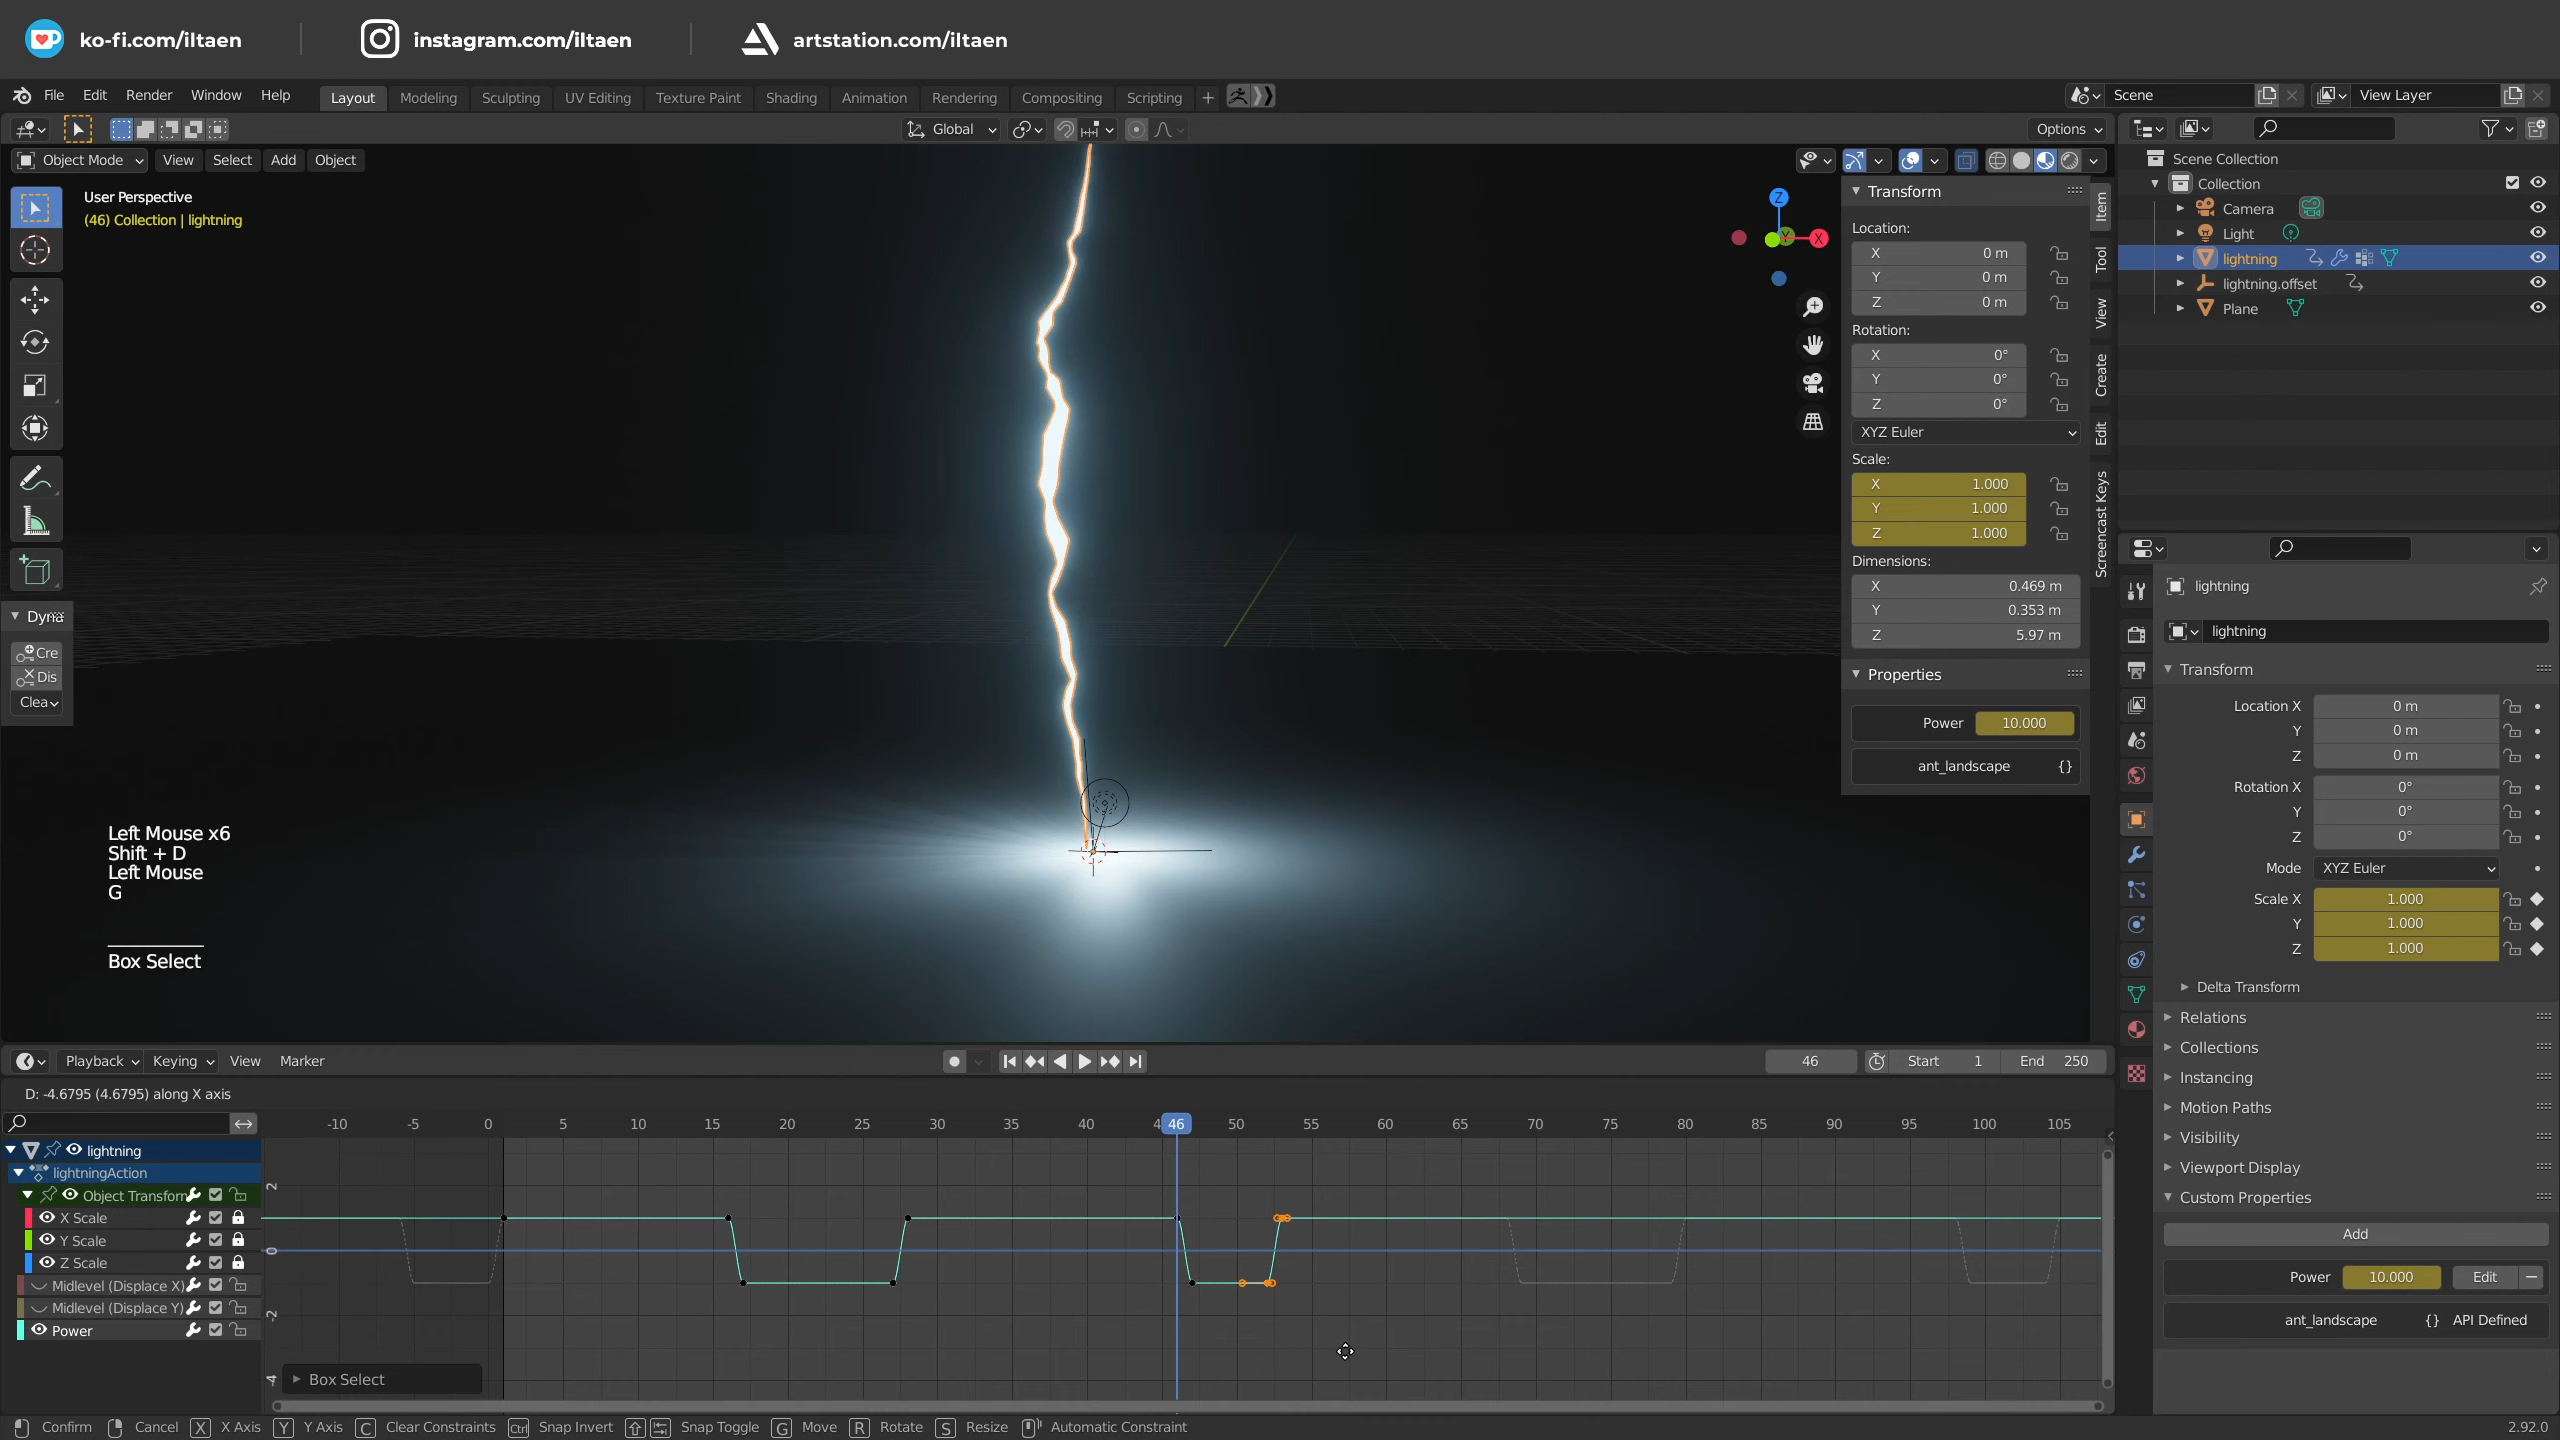 ko-fi.com/iltaen
instagram.com/iltaen
artstation.com/iltaen
File Edit Render Window Help
Layout Modeling Sculpting UV Editing Texture Paint Shading Animation Rendering Compositing Scripting +
Scene
View Layer
Global
Options
Object Mode View Select Add Object
User Perspective
(46) Collection | lightning
Z
Y
X
Transform
Location:
X 0 m
Y 0 m
Z 0 m
Rotation:
X 0°
Y 0°
Z 0°
XYZ Euler
Scale:
X 1.000
Y 1.000
Z 1.000
Dimensions:
X 0.469 m
Y 0.353 m
Z 5.97 m
Properties
Power 10.000
ant_landscape {}
Item
Tool
View
Create
Edit
Screencast Keys
Scene Collection
Collection
Camera
Light
lightning
lightning.offset
Plane
Dyna
Cre
Dis
Clea
Left Mouse x6
Shift + D
Left Mouse
G
Box Select
lightning
lightning
Transform
Location X 0 m
Y 0 m
Z 0 m
Rotation X 0°
Y 0°
Z 0°
Mode XYZ Euler
Scale X 1.000
Y 1.000
Z 1.000
Delta Transform
Relations
Collections
Instancing
Motion Paths
Visibility
Viewport Display
Custom Properties
Add
Power 10.000 Edit
ant_landscape {} API Defined
Playback Keying View Marker
46 Start 1 End 250
D: -4.6795 (4.6795) along X axis
-10 -5 0 5 10 15 20 25 30 35 40 4 46 50 55 60 65 70 75 80 85 90 95 100 105
lightning
lightningAction
Object Transform
X Scale
Y Scale
Z Scale
Midlevel (Displace X)
Midlevel (Displace Y)
Power
2
0
-2
-4
Box Select
Confirm Cancel X X Axis Y Y Axis C Clear Constraints Ctrl Snap Invert Snap Toggle G Move R Rotate S Resize Automatic Constraint
2.92.0